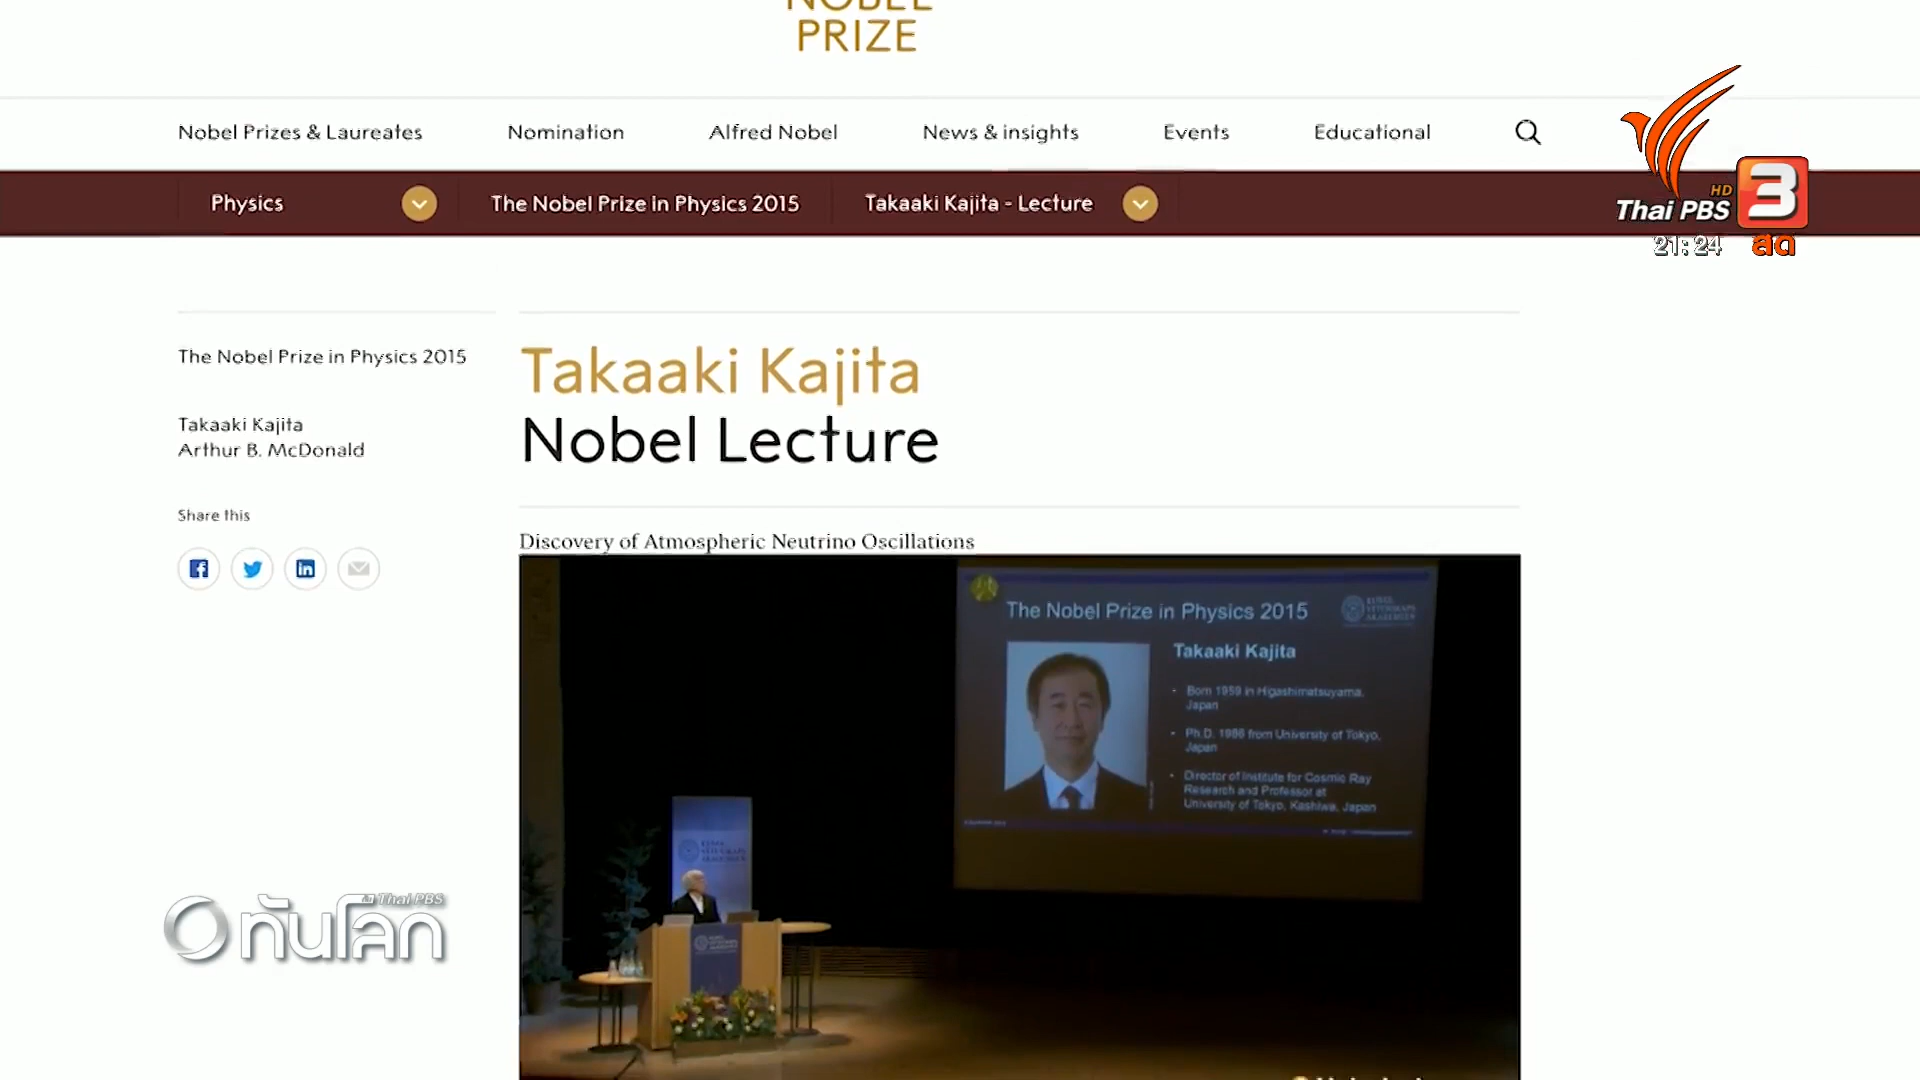 NOBEL
PRIZE
Nobel Prizes & Laureates
Nomination
Alfred Nobel
News & insights
Events
Educational
Physics
The Nobel Prize in Physics 2015
Takaaki Kajita - Lecture
HD
Thai PBS
3
21:24
สด
The Nobel Prize in Physics 2015
Takaaki Kajita
Arthur B. McDonald
Share this
Takaaki Kajita
Nobel Lecture
Discovery of Atmospheric Neutrino Oscillations
The Nobel Prize in Physics 2015
Takaaki Kajita
Born 1959 in Higashimatsuyama,
Japan
Ph.D. 1986 from University of Tokyo,
Japan
Director of Institute for Cosmic Ray
Research and Professor at
University of Tokyo, Kashiwa, Japan
Thai PBS
ทันโลก